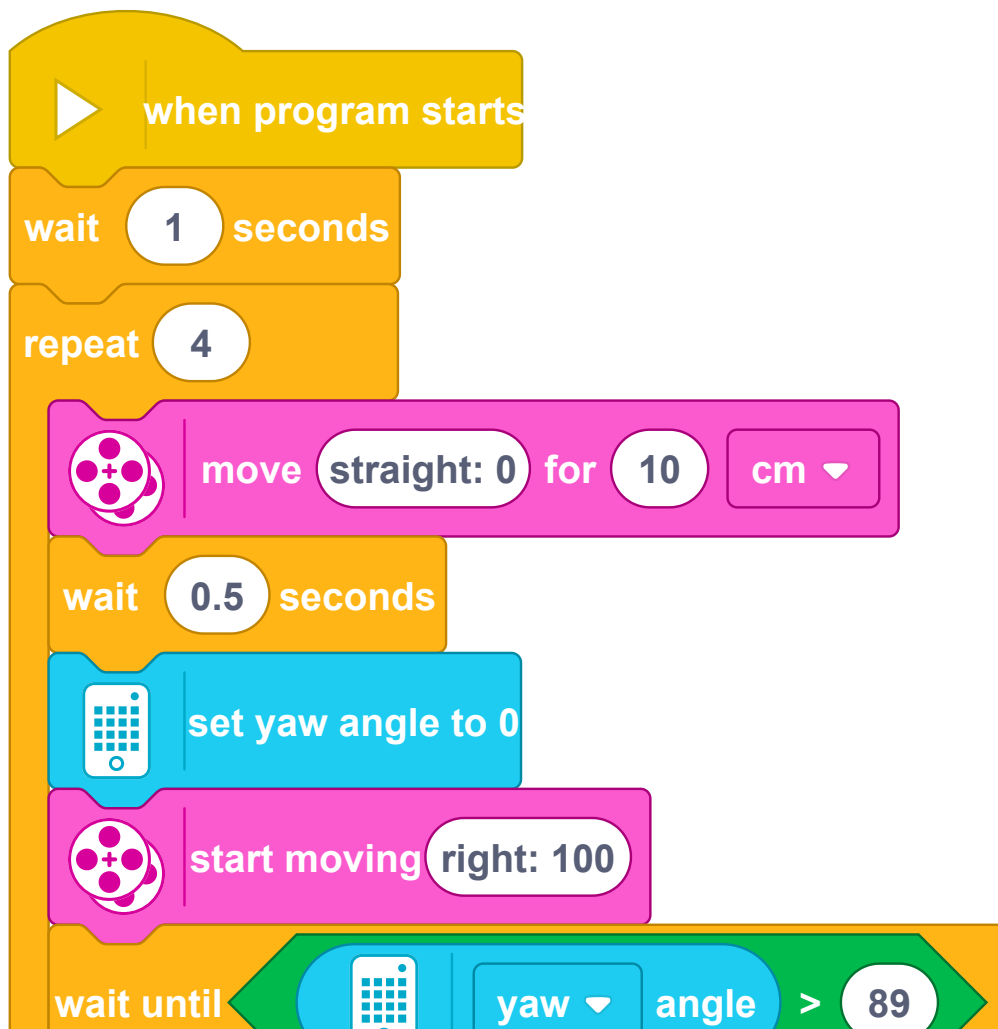 when program starts
wait 1 seconds
repeat 4
move straight: 0 for 10 cm
wait 0.5 seconds
set yaw angle to 0
start moving right: 100
wait until yaw angle > 89